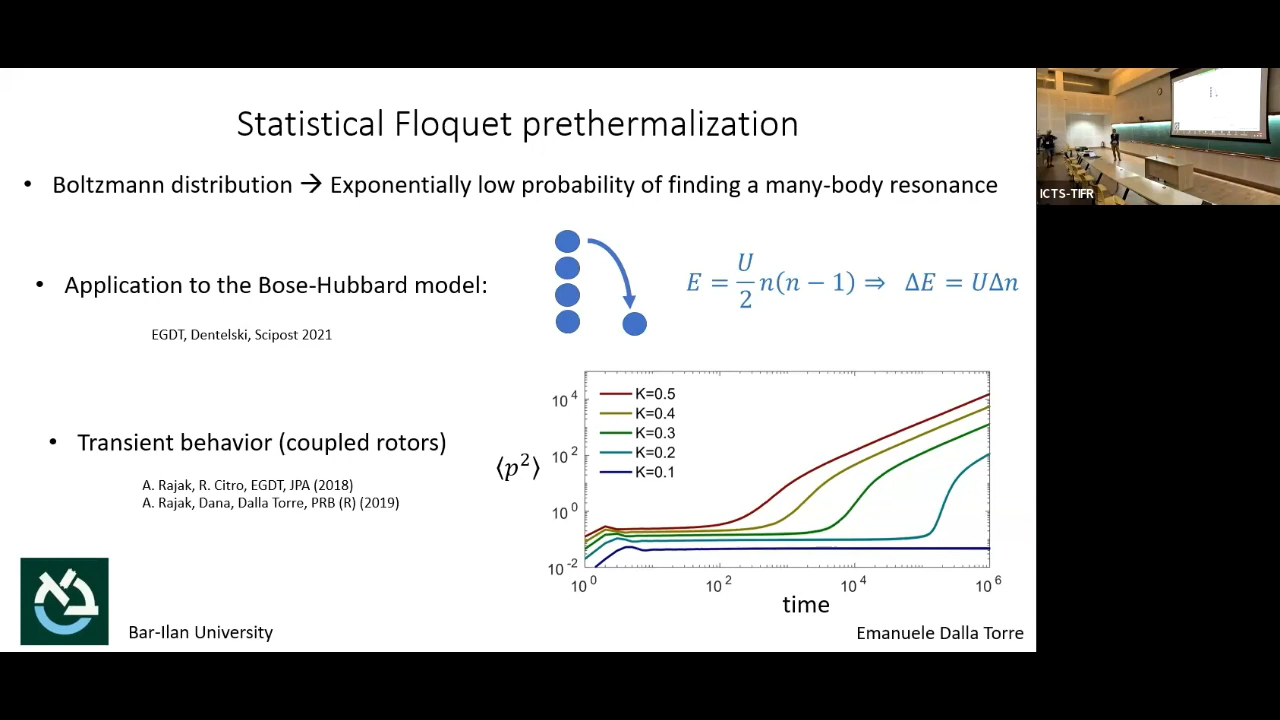 Statistical Floquet prethermalization
• Boltzmann distribution → Exponentially low probability of finding a many-body resonance
• Application to the Bose-Hubbard model:
E = U/2 n(n − 1) ⇒ ΔE = UΔn
EGDT, Dentelski, Scipost 2021
• Transient behavior (coupled rotors)
A. Rajak, R. Citro, EGDT, JPA (2018)
A. Rajak, Dana, Dalla Torre, PRB (R) (2019)
⟨p²⟩
10⁴
10²
10⁰
10⁻²
K=0.5
K=0.4
K=0.3
K=0.2
K=0.1
10⁰ 10² 10⁴ 10⁶
time
Bar-Ilan University
Emanuele Dalla Torre
ICTS-TIFR